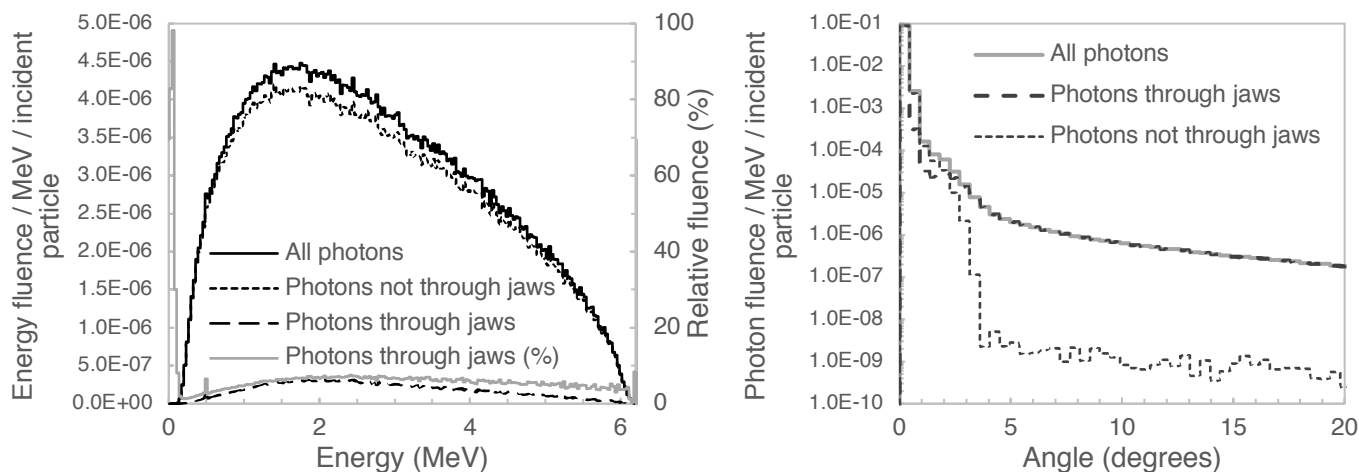 Energy fluence / MeV / incident
particle
5.0E-06
4.5E-06
4.0E-06
3.5E-06
3.0E-06
2.5E-06
2.0E-06
1.5E-06
1.0E-06
5.0E-07
0.0E+00
All photons
Photons not through jaws
Photons through jaws
Photons through jaws (%)
0
2
4
6
Energy (MeV)
100
80
60
40
20
0
Relative fluence (%)
Photon fluence / MeV / incident
particle
1.0E-01
1.0E-02
1.0E-03
1.0E-04
1.0E-05
1.0E-06
1.0E-07
1.0E-08
1.0E-09
1.0E-10
All photons
Photons through jaws
Photons not through jaws
0
5
10
15
20
Angle (degrees)